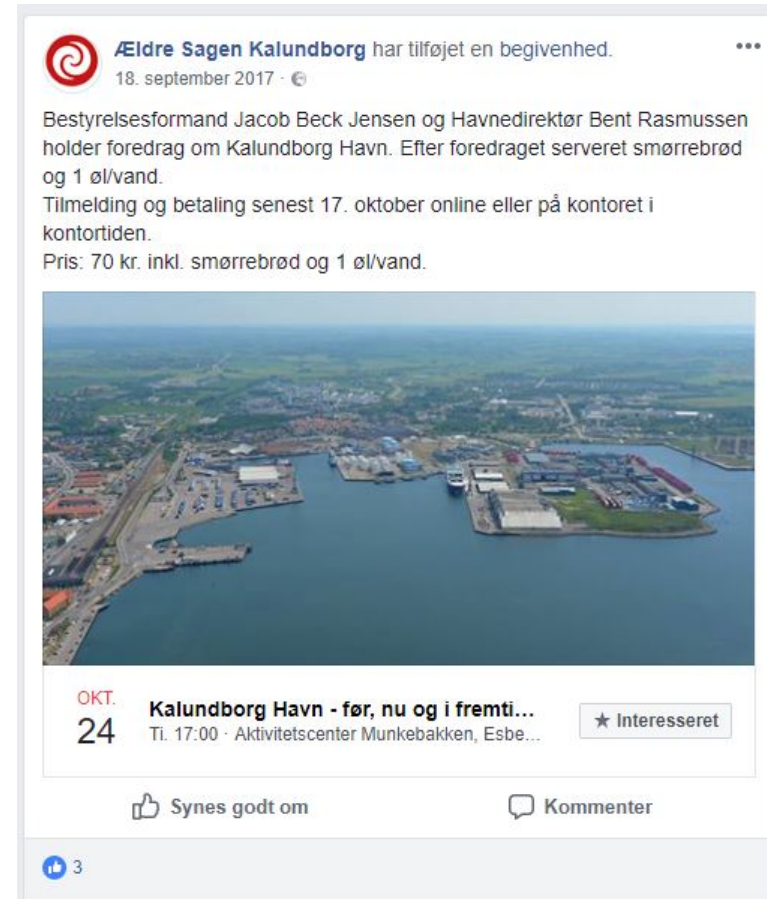 Ældre Sagen Kalundborg har tilføjet en begivenhed.
18. september 2017 ·
Bestyrelsesformand Jacob Beck Jensen og Havnedirektør Bent Rasmussen
holder foredrag om Kalundborg Havn. Efter foredraget serveret smørrebrød
og 1 øl/vand.
Tilmelding og betaling senest 17. oktober online eller på kontoret i
kontortiden.
Pris: 70 kr. inkl. smørrebrød og 1 øl/vand.
OKT.
24
Kalundborg Havn - før, nu og i fremti...
Ti. 17:00 · Aktivitetscenter Munkebakken, Esbe...
★ Interesseret
Synes godt om
Kommenter
3